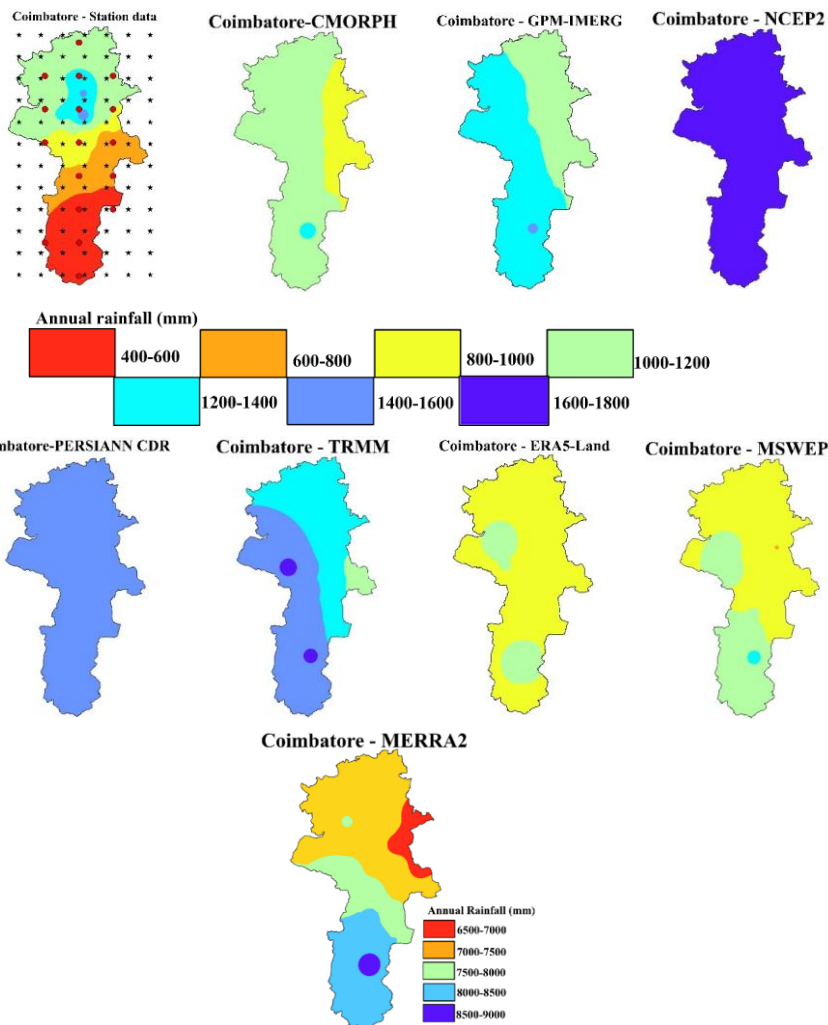 Coimbatore - Station data
Coimbatore-CMORPH
Coimbatore - GPM-IMERG
Coimbatore - NCEP2
Annual rainfall (mm)
400-600
600-800
800-1000
1000-1200
1200-1400
1400-1600
1600-1800
mbatore-PERSIANN CDR
Coimbatore - TRMM
Coimbatore - ERA5-Land
Coimbatore - MSWEP
Coimbatore - MERRA2
Annual Rainfall (mm)
6500-7000
7000-7500
7500-8000
8000-8500
8500-9000